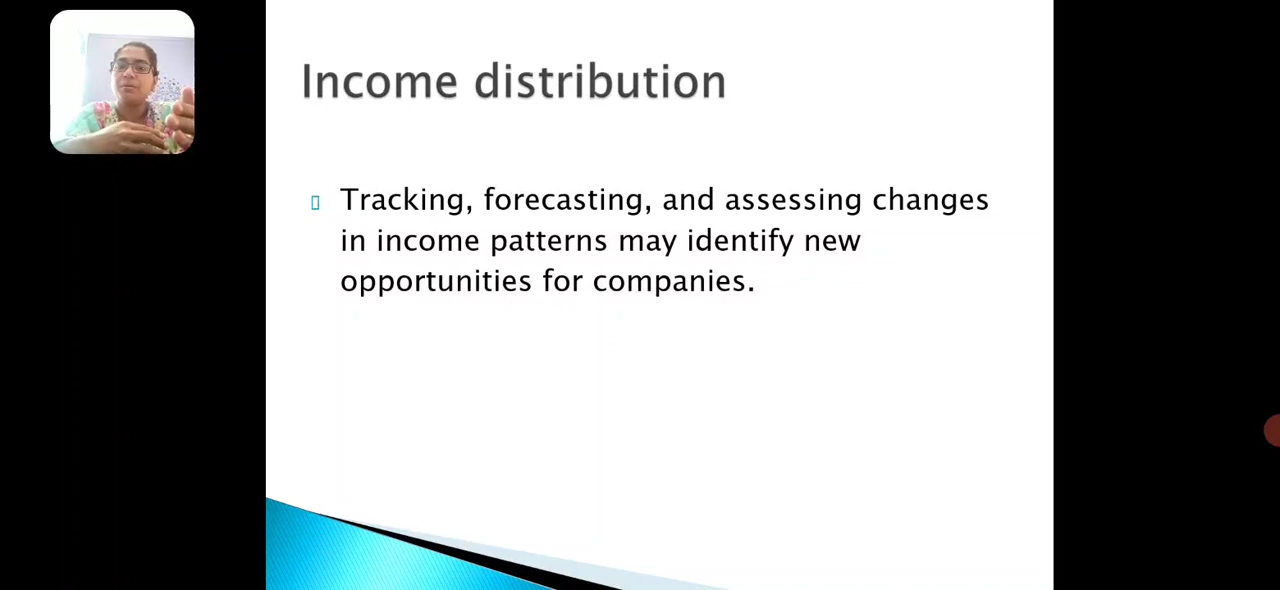 Income distribution
Tracking, forecasting, and assessing changes
in income patterns may identify new
opportunities for companies.